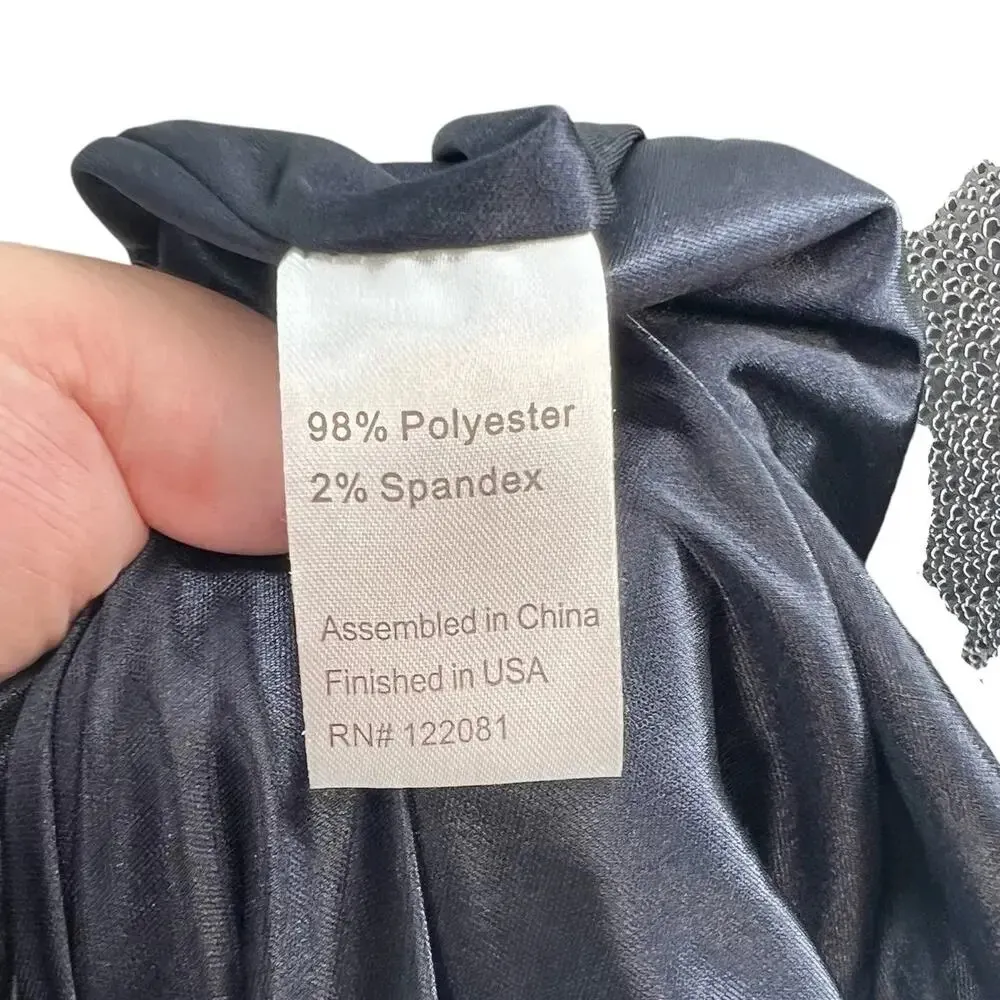 98% Polyester
2% Spandex
Assembled in China
Finished in USA
RN# 122081